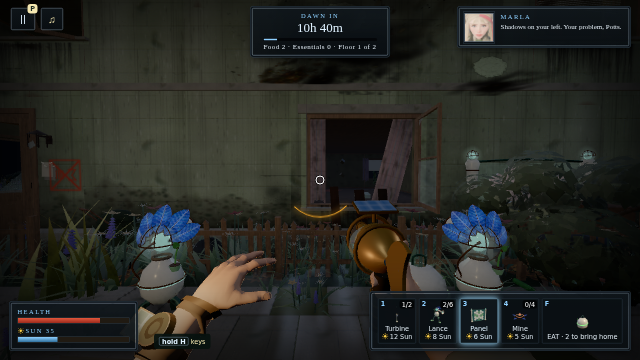 P
DAWN IN
10h 40m
Food 2 · Essentials 0 · Floor 1 of 2
MARLA
Shadows on your left. Your problem, Potts.
HEALTH
SUN 35
hold H keys
1 1/2
Turbine
12 Sun
2 2/6
Lance
8 Sun
3
Panel
6 Sun
4 0/4
Mine
5 Sun
F
EAT · 2 to bring home